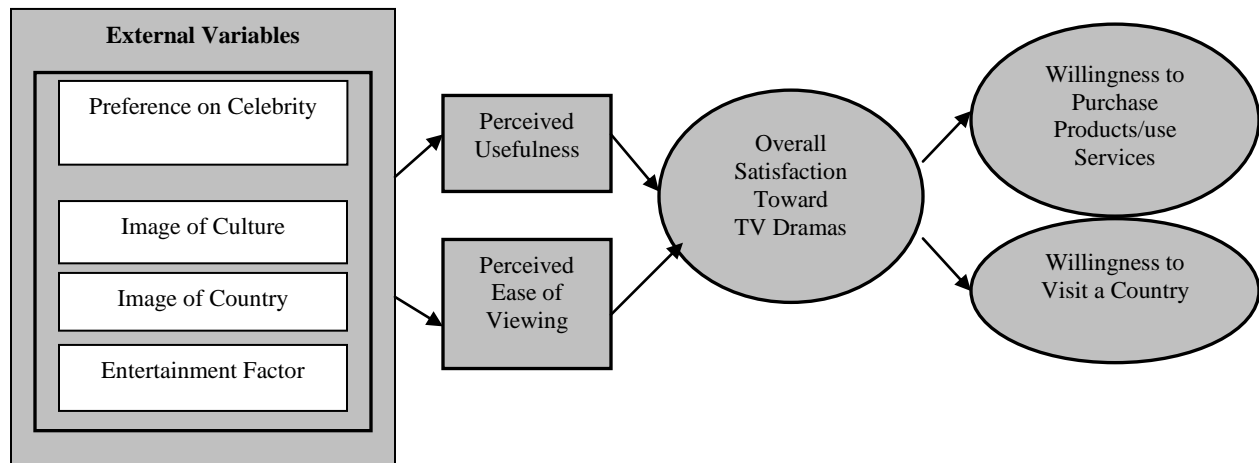 External Variables
Preference on Celebrity
Image of Culture
Image of Country
Entertainment Factor
Perceived
Usefulness
Perceived
Ease of
Viewing
Overall
Satisfaction
Toward
TV Dramas
Willingness to
Purchase
Products/use
Services
Willingness to
Visit a Country